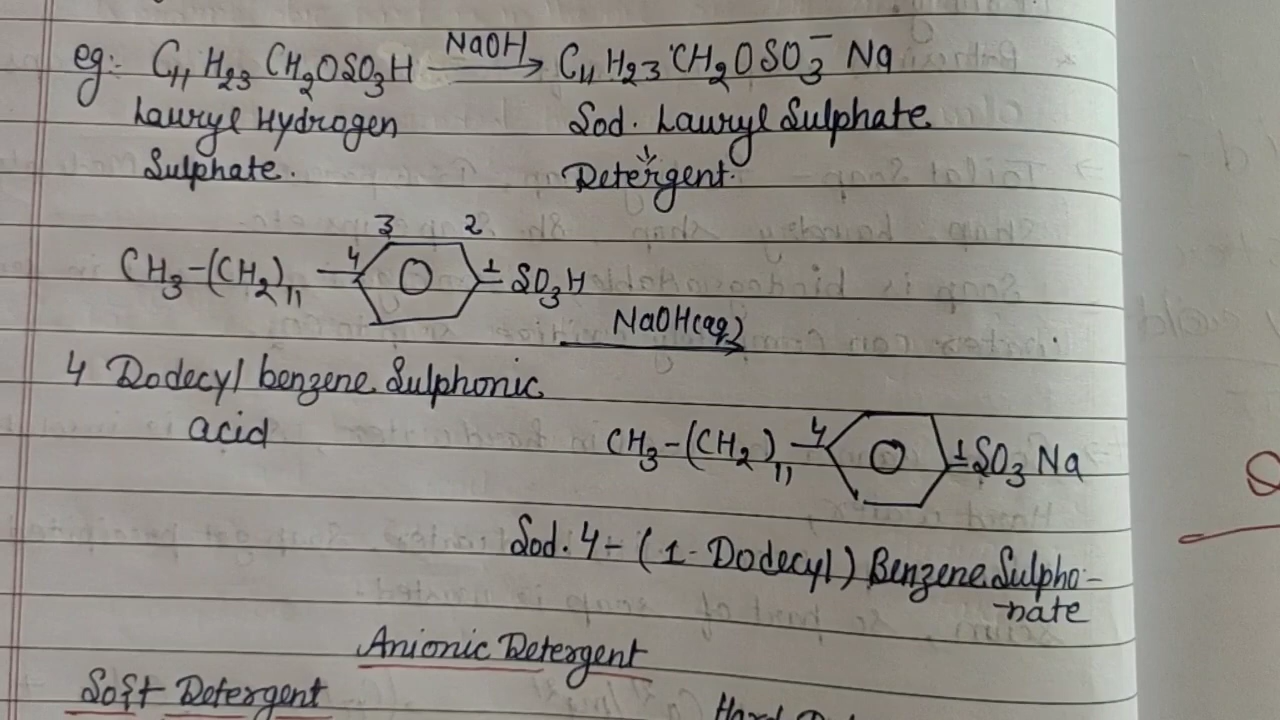 eg:- C₁₁H₂₃CH₂OSO₃H NaOH→ C₁₁H₂₃CH₂OSO₃⁻ Na
Lauryl Hydrogen Sod. Lauryl Sulphate
Sulphate. Detergent.
3 2
CH₃-(CH₂)₁₁ 4 1 SO₃H
NaOH(aq)
4 Dodecyl benzene Sulphonic
acid
CH₃-(CH₂)₁₁ 4 1 SO₃Na
Sod. 4-(1-Dodecyl) Benzene Sulpho-
nate
Anionic Detergent
Soft Detergent